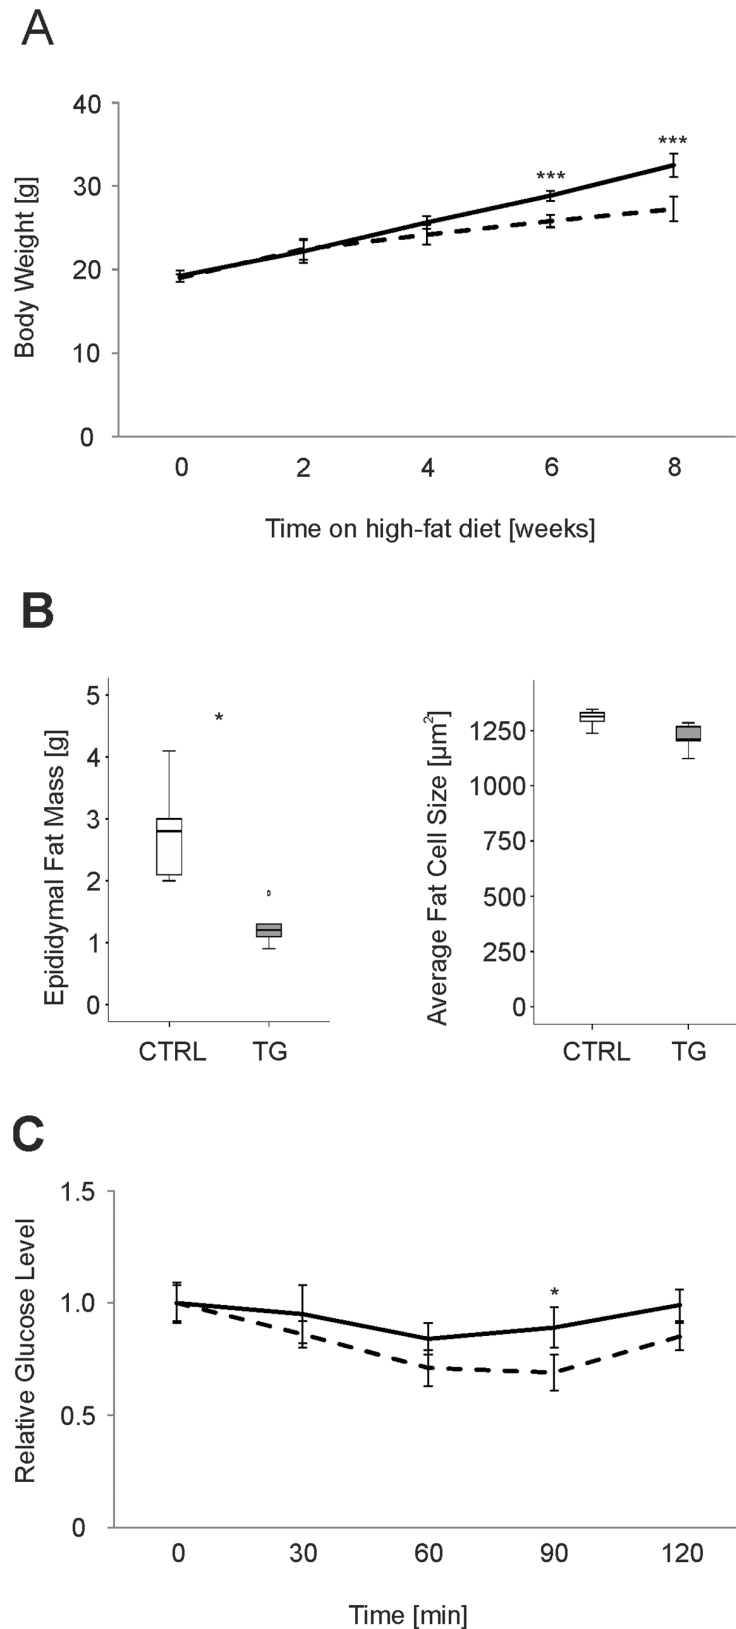 A
40
30
20
10
0
Body Weight [g]
***
***
0 2 4 6 8
Time on high-fat diet [weeks]
B
5
4
3
2
1
0
Epididymal Fat Mass [g]
*
CTRL TG
1250
1000
750
500
250
0
Average Fat Cell Size [µm²]
CTRL TG
C
1.5
1.0
0.5
0
Relative Glucose Level
*
0 30 60 90 120
Time [min]